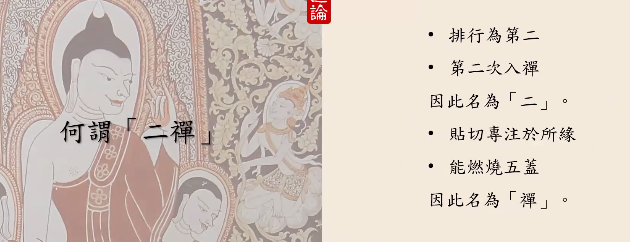 論
何謂「二禪」
• 排行為第二
• 第二次入禪
因此名為「二」。
• 貼切專注於所緣
• 能燃燒五蓋
因此名為「禪」。